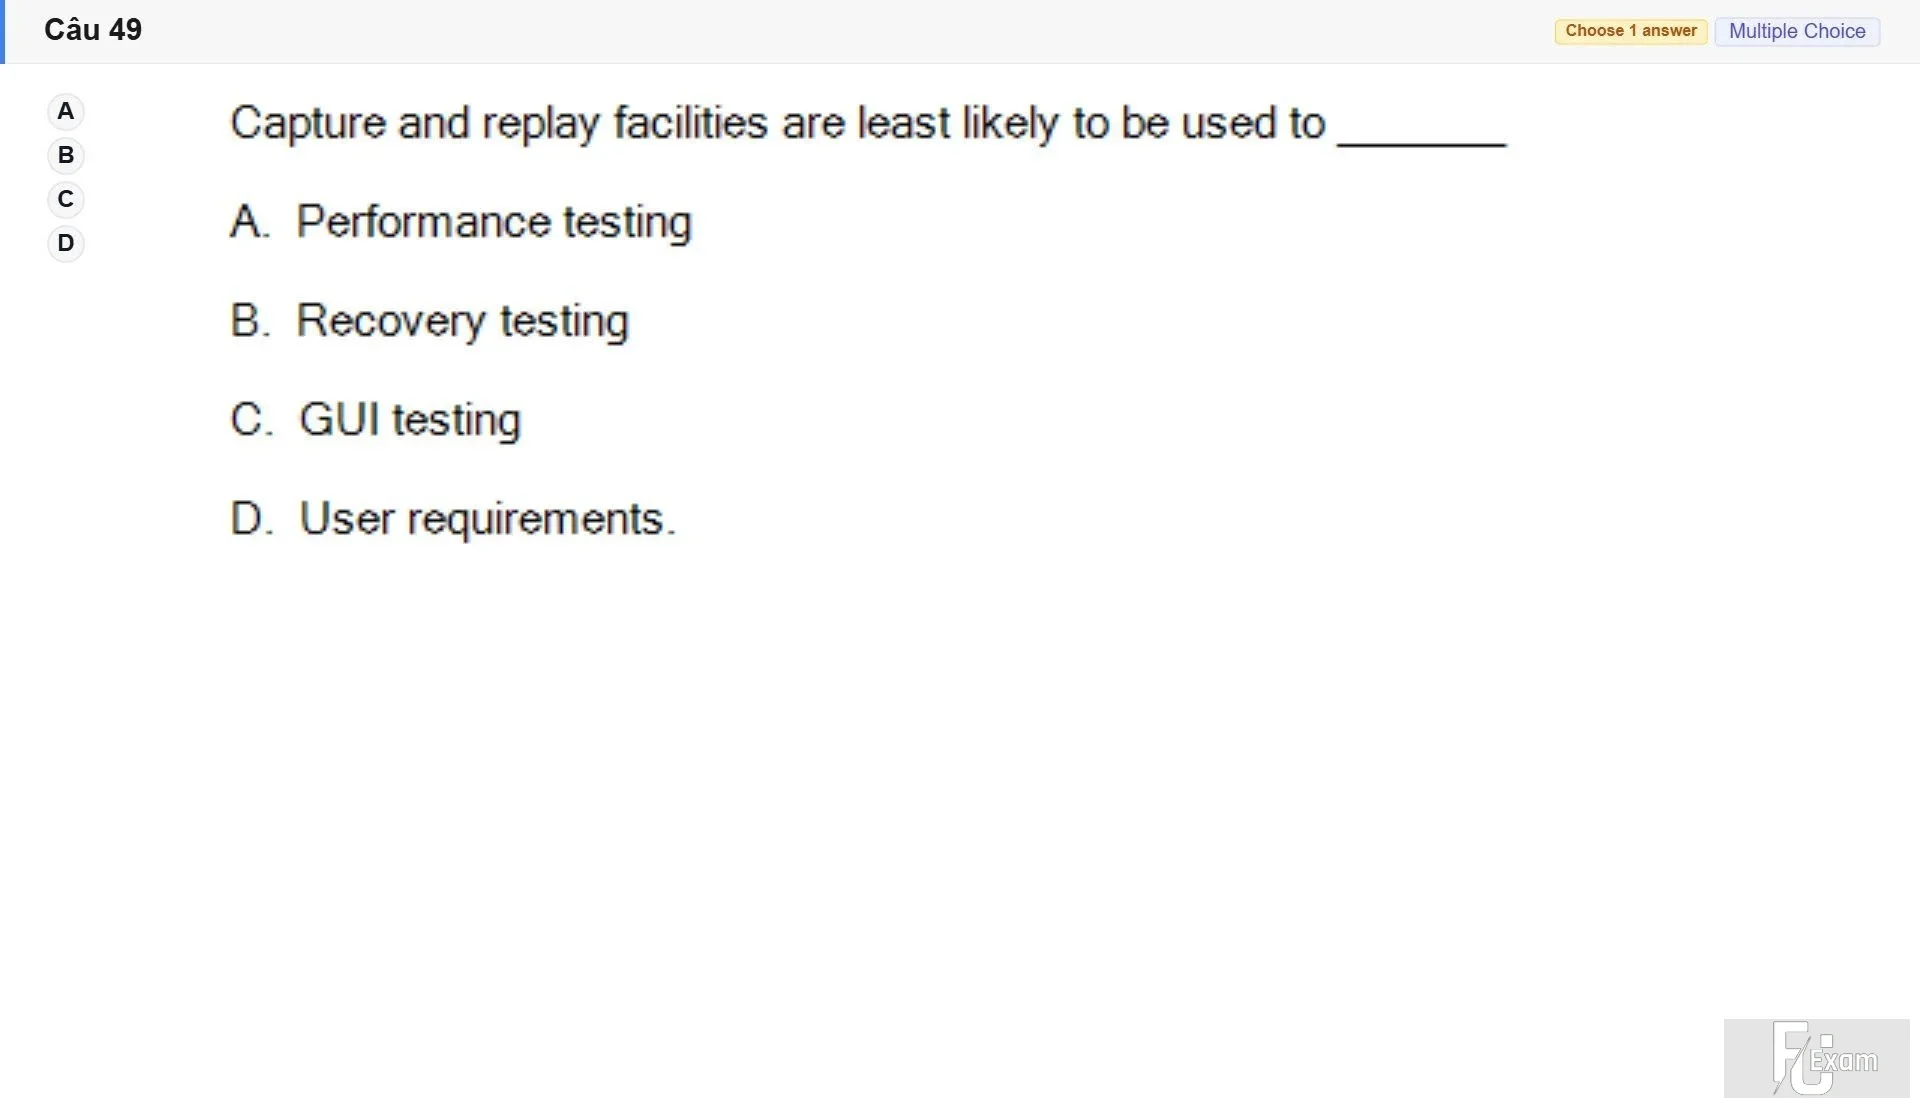 Câu 49
Choose 1 answer
Multiple Choice
A
B
C
D
Capture and replay facilities are least likely to be used to _______
A. Performance testing
B. Recovery testing
C. GUI testing
D. User requirements.
FU Exam